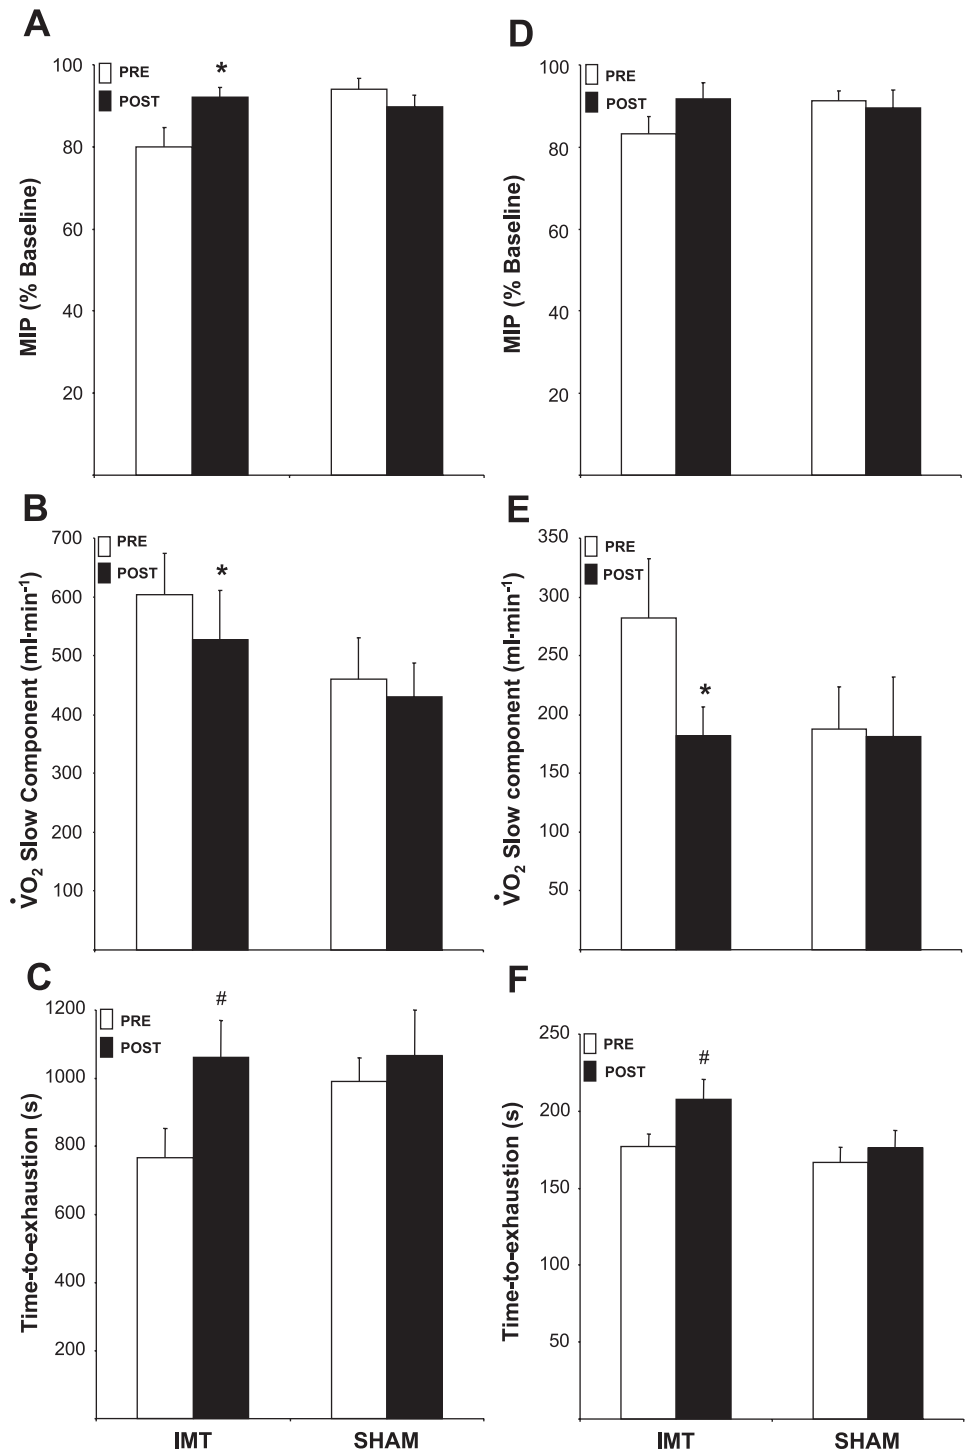 A
MIP (% Baseline)
100
80
60
40
20
PRE
POST
*
D
MIP (% Baseline)
100
80
60
40
20
PRE
POST
B
V̇O₂ Slow Component (ml·min⁻¹)
700
600
500
400
300
200
100
PRE
POST
*
E
V̇O₂ Slow component (ml·min⁻¹)
350
300
250
200
150
100
50
PRE
POST
*
C
Time-to-exhaustion (s)
1200
1000
800
600
400
200
PRE
POST
#
IMT
SHAM
F
Time-to-exhaustion (s)
250
200
150
100
50
PRE
POST
#
IMT
SHAM